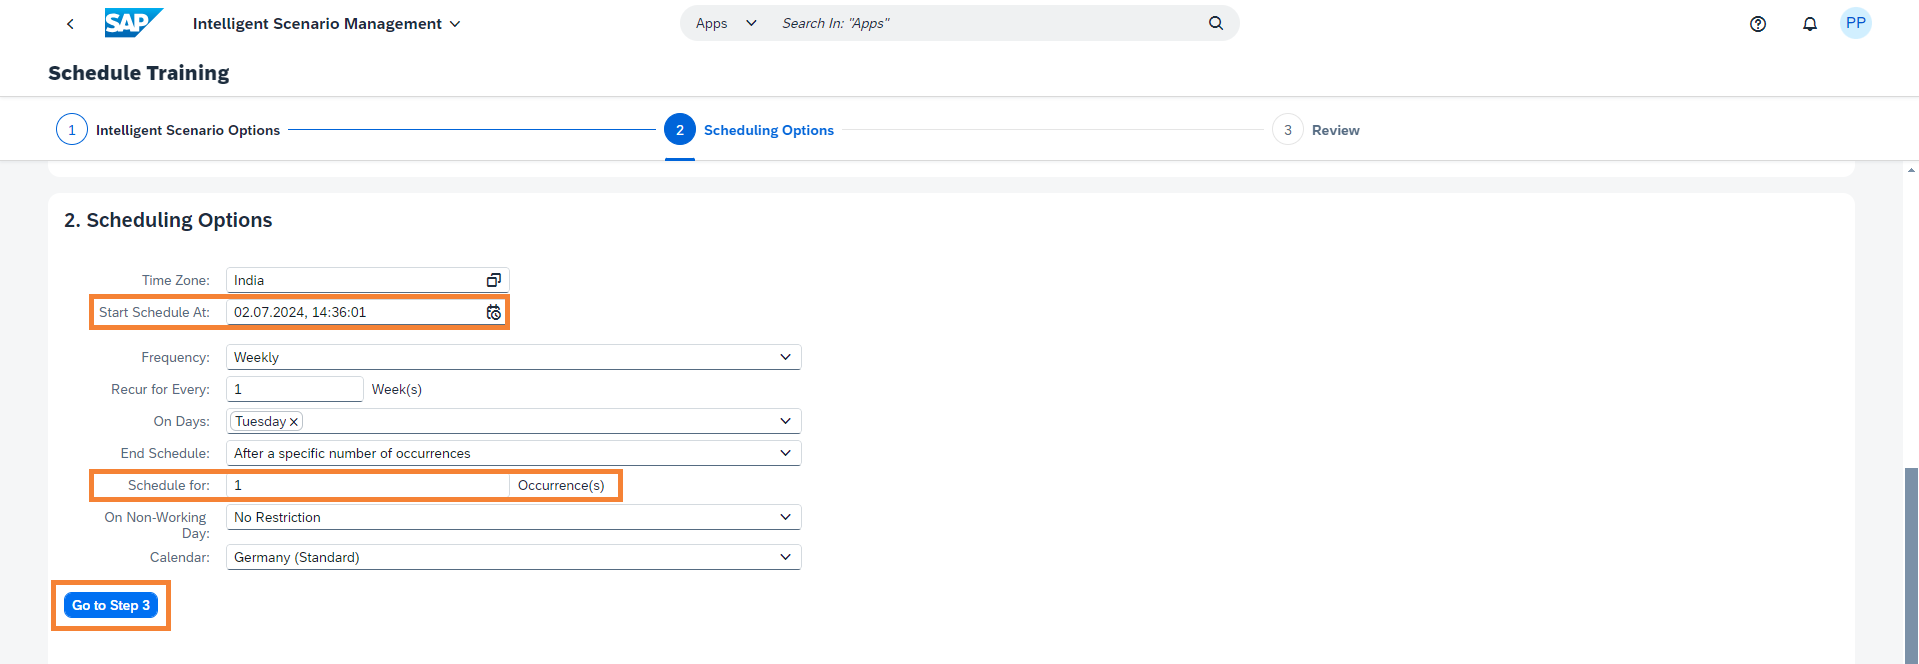 SAP Intelligent Scenario Management Apps Search In: "Apps" PP
Schedule Training
1 Intelligent Scenario Options 2 Scheduling Options 3 Review
2. Scheduling Options
Time Zone: India
Start Schedule At: 02.07.2024, 14:36:01
Frequency: Weekly
Recur for Every: 1 Week(s)
On Days: Tuesday
End Schedule: After a specific number of occurrences
Schedule for: 1 Occurrence(s)
On Non-Working Day: No Restriction
Calendar: Germany (Standard)
Go to Step 3